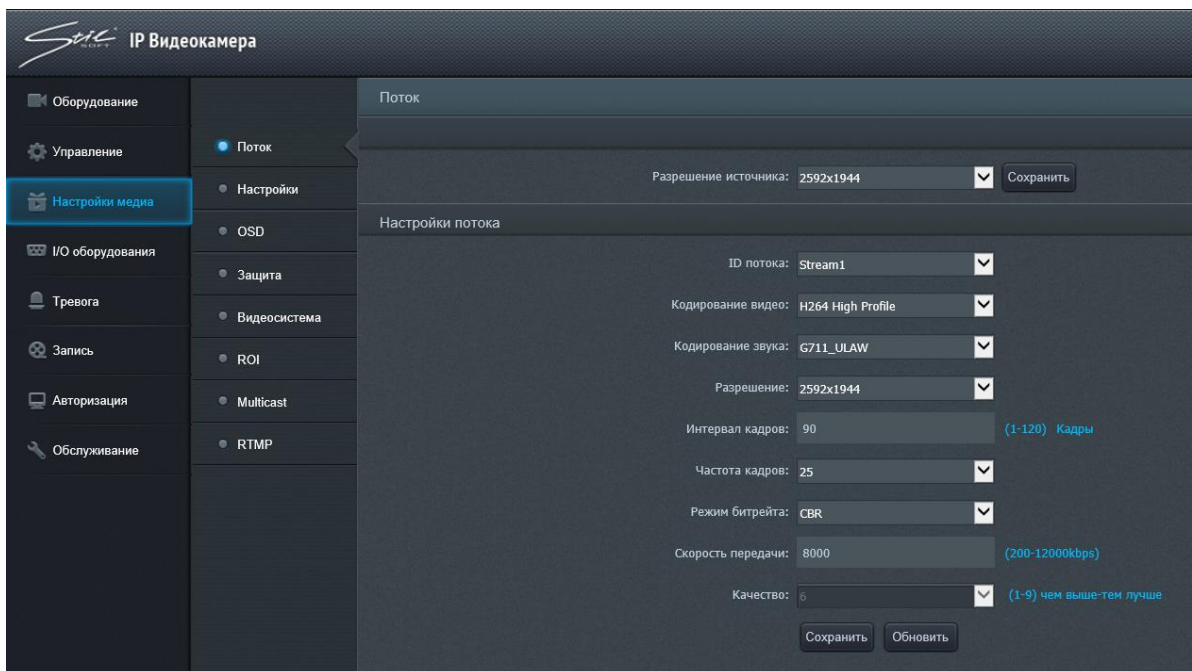 Stil SOFT IP Видеокамера
Оборудование
Управление
Настройки медиа
I/O оборудования
Тревога
Запись
Авторизация
Обслуживание
Поток
Настройки
OSD
Защита
Видеосистема
ROI
Multicast
RTMP
Поток
Разрешение источника: 2592x1944 Сохранить
Настройки потока
ID потока: Stream1
Кодирование видео: H264 High Profile
Кодирование звука: G711_ULAW
Разрешение: 2592x1944
Интервал кадров: 90 (1-120) Кадры
Частота кадров: 25
Режим битрейта: CBR
Скорость передачи: 8000 (200-12000kbps)
Качество: 6 (1-9) чем выше-тем лучше
Сохранить Обновить